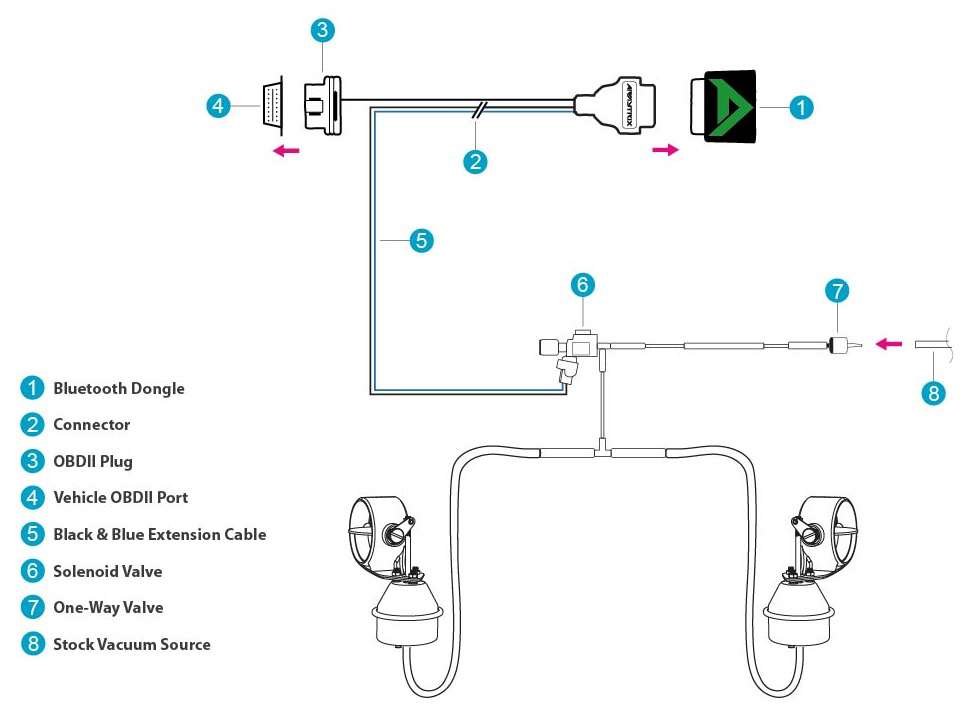 3
4
1
2
5
6
7
8
1 Bluetooth Dongle
2 Connector
3 OBDII Plug
4 Vehicle OBDII Port
5 Black & Blue Extension Cable
6 Solenoid Valve
7 One-Way Valve
8 Stock Vacuum Source